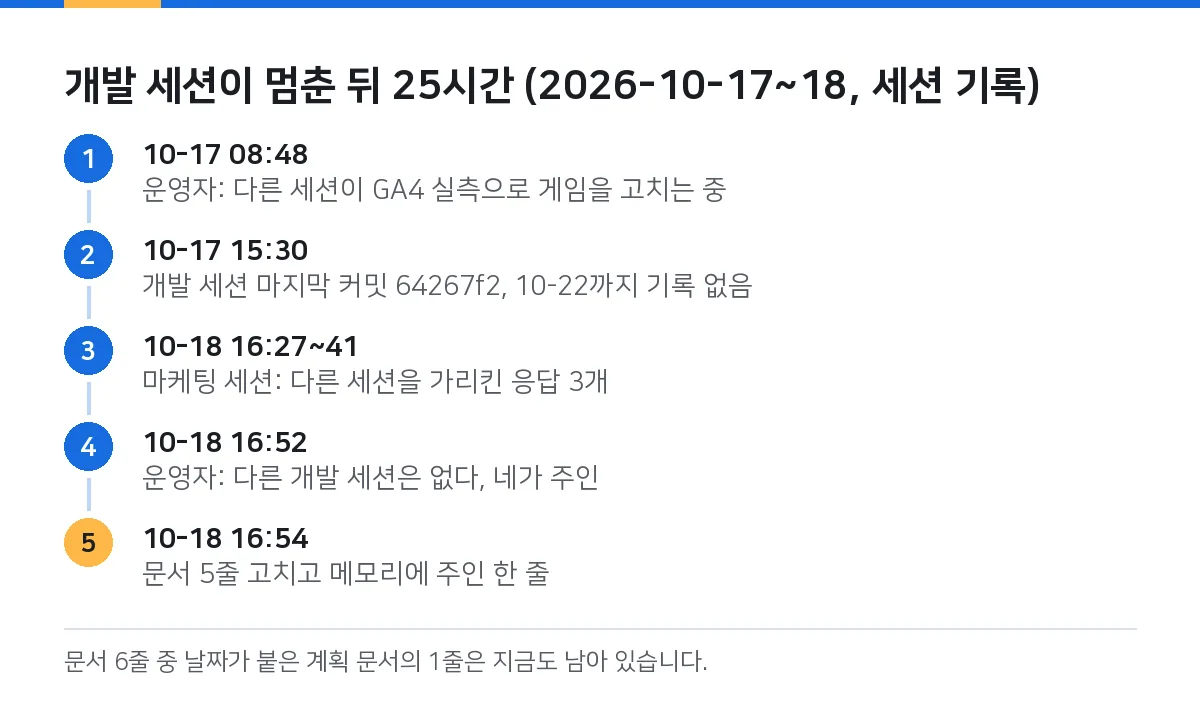 개발 세션이 멈춘 뒤 25시간 (2026-10-17~18, 세션 기록)
1
10-17 08:48
운영자: 다른 세션이 GA4 실측으로 게임을 고치는 중
2
10-17 15:30
개발 세션 마지막 커밋 64267f2, 10-22까지 기록 없음
3
10-18 16:27~41
마케팅 세션: 다른 세션을 가리킨 응답 3개
4
10-18 16:52
운영자: 다른 개발 세션은 없다, 네가 주인
5
10-18 16:54
문서 5줄 고치고 메모리에 주인 한 줄
문서 6줄 중 날짜가 붙은 계획 문서의 1줄은 지금도 남아 있습니다.